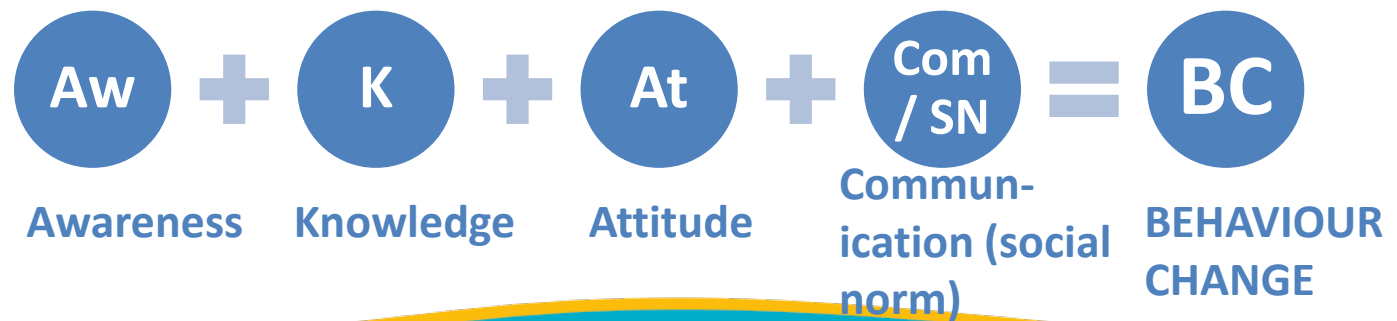 Aw
K
At
Com
/ SN
BC
Awareness
Knowledge
Attitude
Commun-
ication (social
norm)
BEHAVIOUR
CHANGE